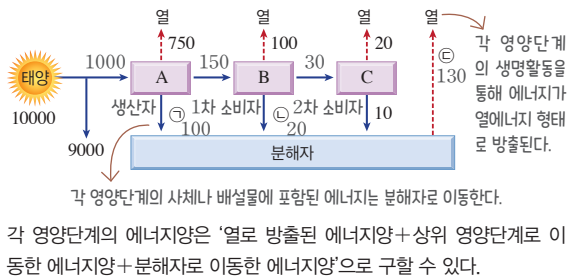 열 열 열 열
750 100 20 ㉢ 130
각 영양단계
의 생명활동을
통해 에너지가
열에너지 형태
로 방출된다.
태양 1000 A 150 B 30 C
10000
생산자 1차 소비자 2차 소비자
㉠ 100 ㉡ 20 10
9000
분해자
각 영양단계의 사체나 배설물에 포함된 에너지는 분해자로 이동한다.
각 영양단계의 에너지양은 ‘열로 방출된 에너지양+상위 영양단계로 이
동한 에너지양+분해자로 이동한 에너지양’으로 구할 수 있다.